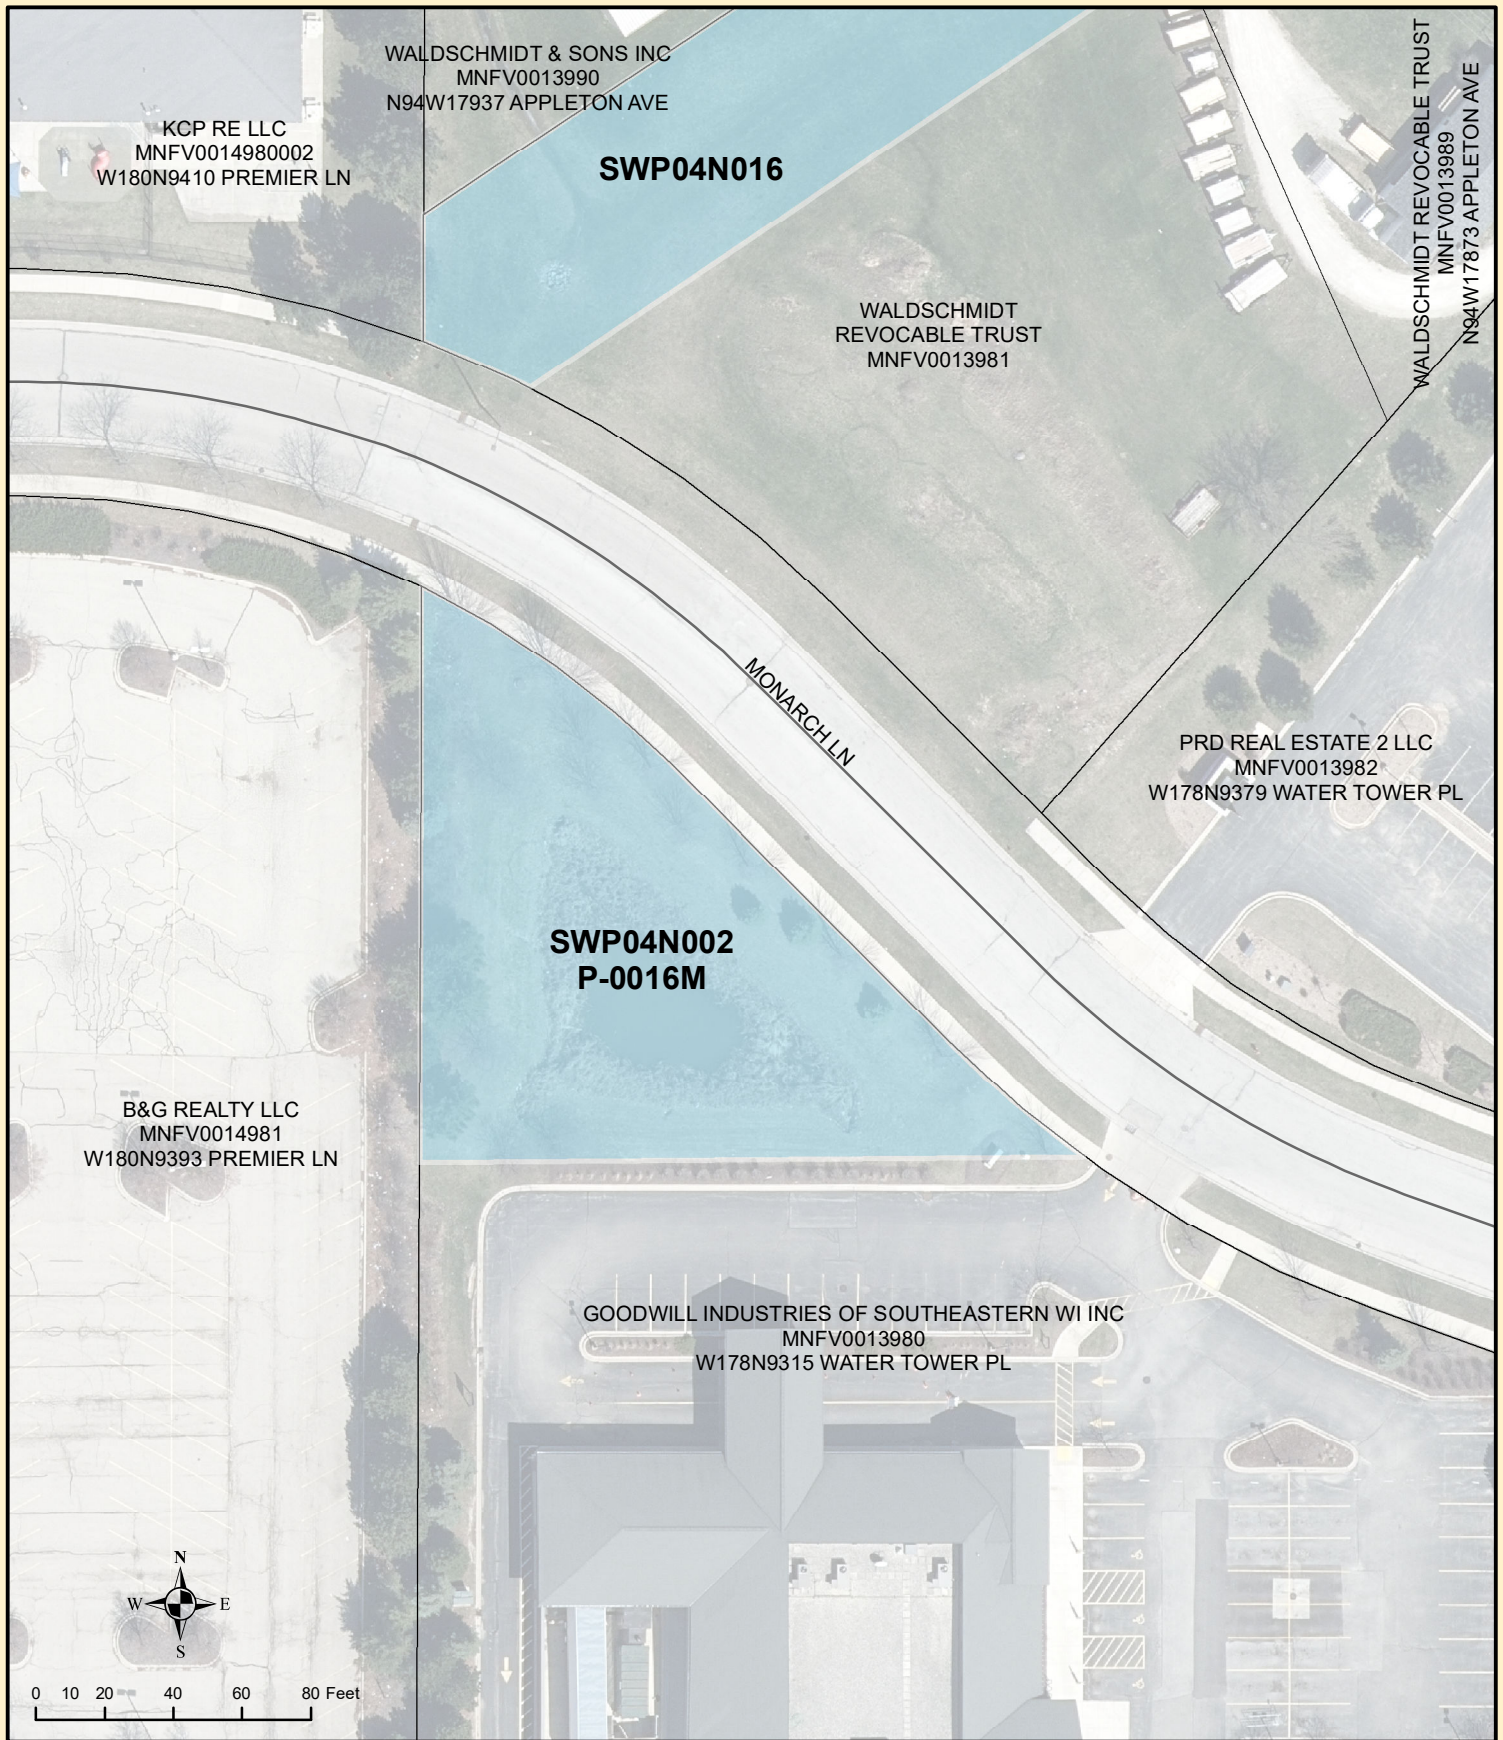 WALDSCHMIDT & SONS INC
MNFV0013990
N94W17937 APPLETON AVE
KCP RE LLC
MNFV0014980002
W180N9410 PREMIER LN
SWP04N016
WALDSCHMIDT REVOCABLE TRUST
MNFV0013989
N94W17873 APPLETON AVE
WALDSCHMIDT
REVOCABLE TRUST
MNFV0013981
MONARCH LN
PRD REAL ESTATE 2 LLC
MNFV0013982
W178N9379 WATER TOWER PL
SWP04N002
P-0016M
B&G REALTY LLC
MNFV0014981
W180N9393 PREMIER LN
GOODWILL INDUSTRIES OF SOUTHEASTERN WI INC
MNFV0013980
W178N9315 WATER TOWER PL
N
W E
S
0 10 20 40 60 80 Feet